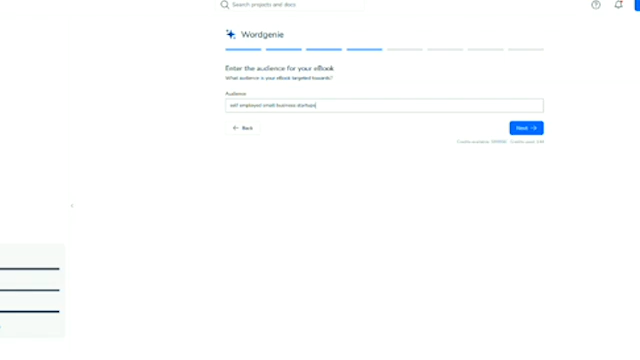 Search projects and docs
Wordgenie
Enter the audience for your eBook
What audience is your eBook targeted towards?
Audience
self employed small business startups
Back
Next